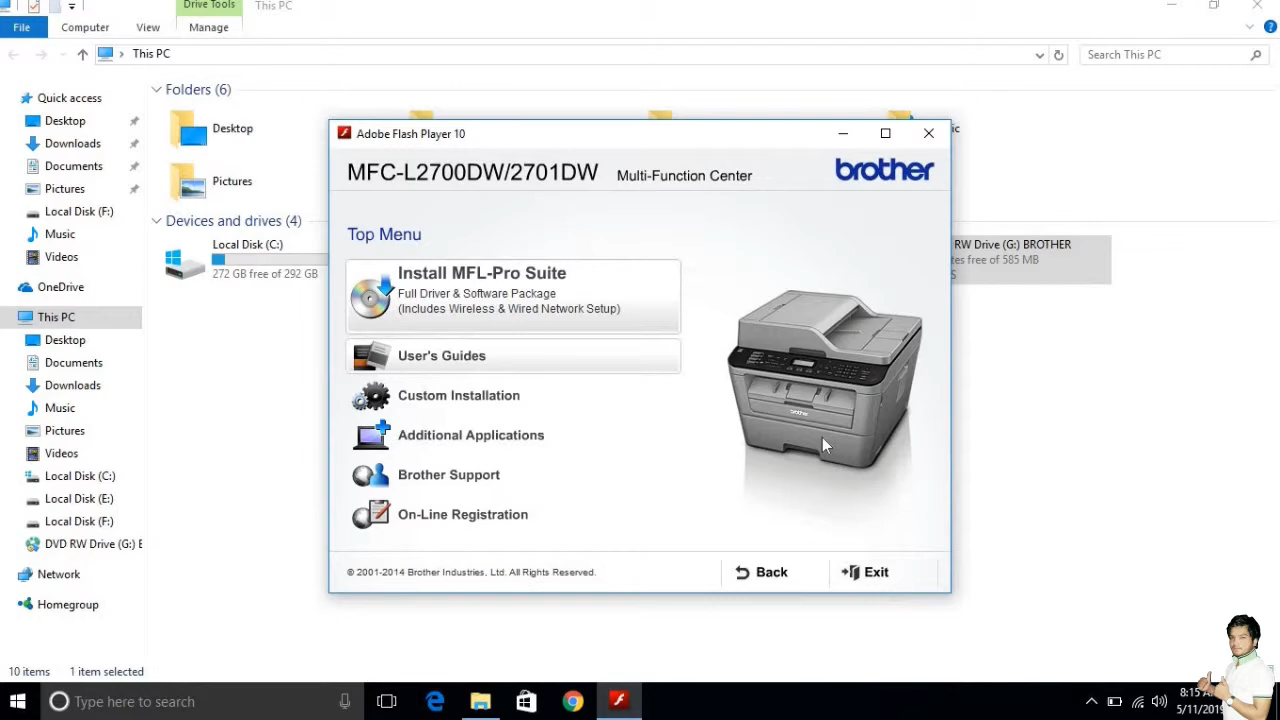 Drive Tools
This PC
File
Computer
View
Manage
This PC
Search This PC
Quick access
Desktop
Downloads
Documents
Pictures
Local Disk (F:)
Music
Videos
OneDrive
This PC
Desktop
Documents
Downloads
Music
Pictures
Videos
Local Disk (C:)
Local Disk (E:)
Local Disk (F:)
DVD RW Drive (G:) E
Network
Homegroup
Folders (6)
Desktop
Pictures
Devices and drives (4)
Local Disk (C:)
272 GB free of 292 GB
RW Drive (G:) BROTHER
free of 585 MB
Adobe Flash Player 10
MFC-L2700DW/2701DW Multi-Function Center
brother
Top Menu
Install MFL-Pro Suite
Full Driver & Software Package
(Includes Wireless & Wired Network Setup)
User's Guides
Custom Installation
Additional Applications
Brother Support
On-Line Registration
© 2001-2014 Brother Industries, Ltd. All Rights Reserved.
Back
Exit
10 items
1 item selected
Type here to search
8:15
5/11/2019